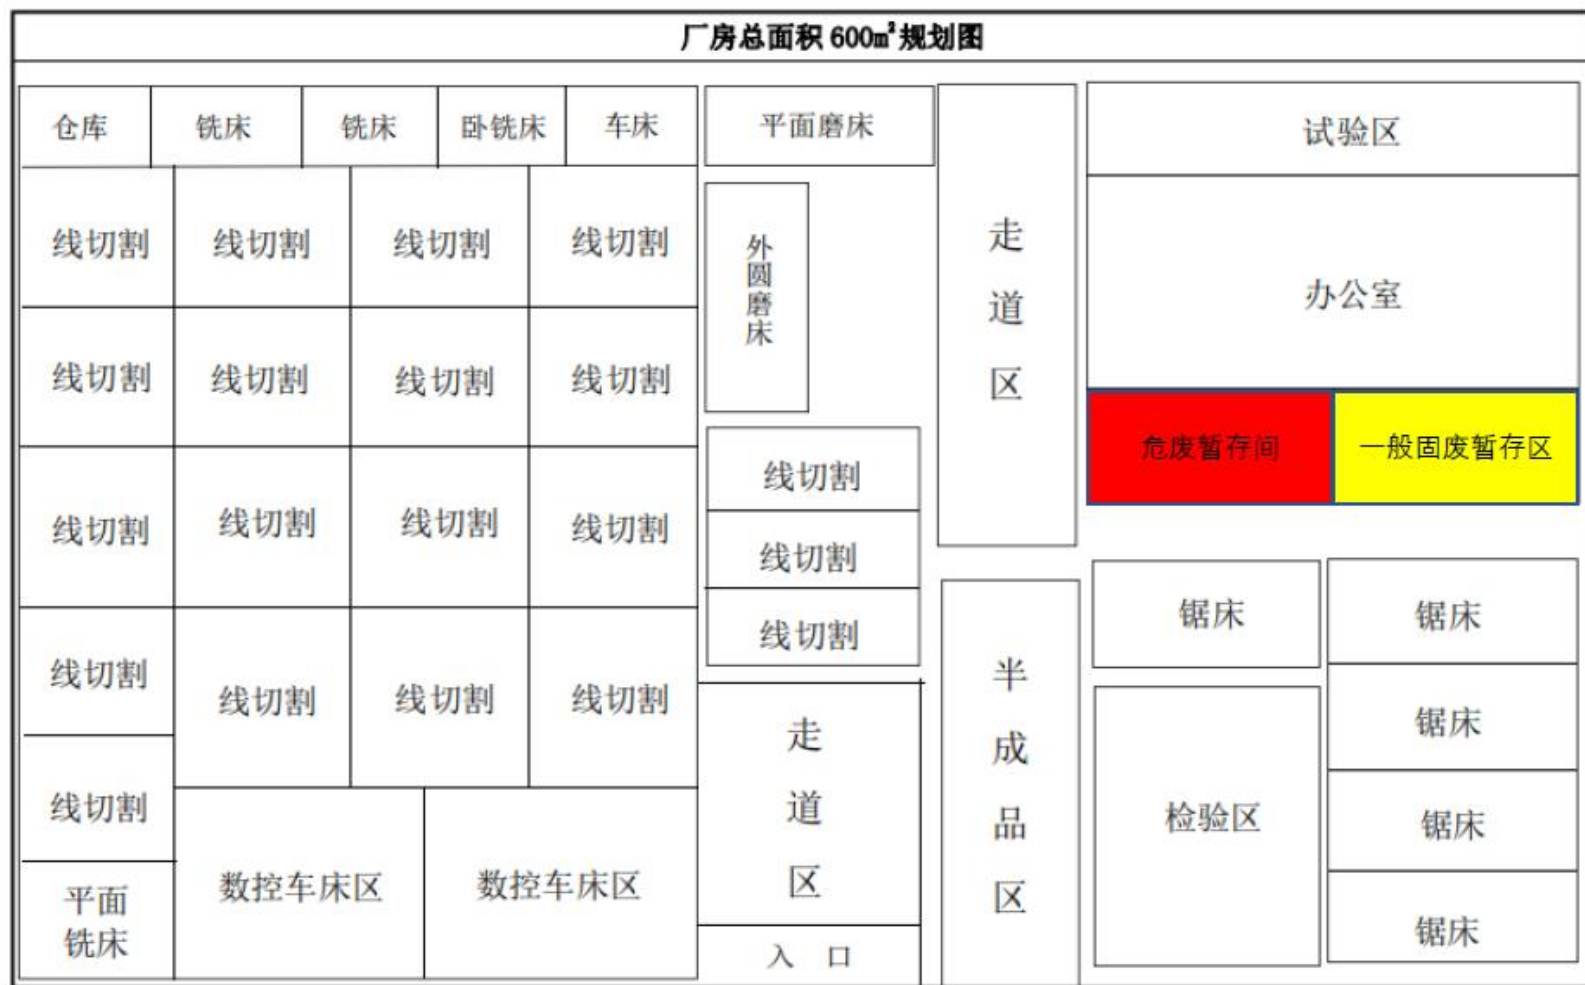 厂房总面积 600m²规划图
仓库
铣床
铣床
卧铣床
车床
平面磨床
试验区
线切割
线切割
线切割
线切割
外圆磨床
走道区
办公室
线切割
线切割
线切割
线切割
危废暂存间
一般固废暂存区
线切割
线切割
线切割
线切割
线切割
线切割
线切割
线切割
线切割
线切割
线切割
半成品区
锯床
锯床
锯床
锯床
锯床
检验区
线切割
走道区
平面
铣床
数控车床区
数控车床区
入 口